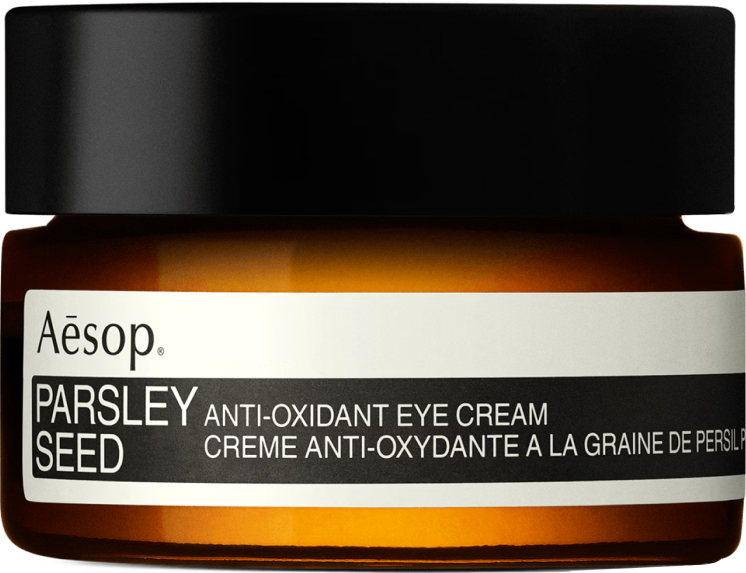 Aēsop.®
PARSLEY SEED
ANTI-OXIDANT EYE CREAM
CREME ANTI-OXYDANTE A LA GRAINE DE PERSIL P